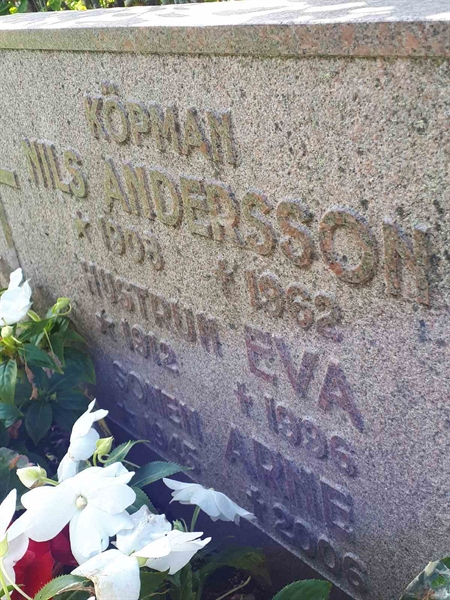 KÖPMAN
NILS ANDERSSON
* 1903 † 1962
HUSTRUN EVA
* 1912 † 1996
SONEN ARNE
1945 † 2006